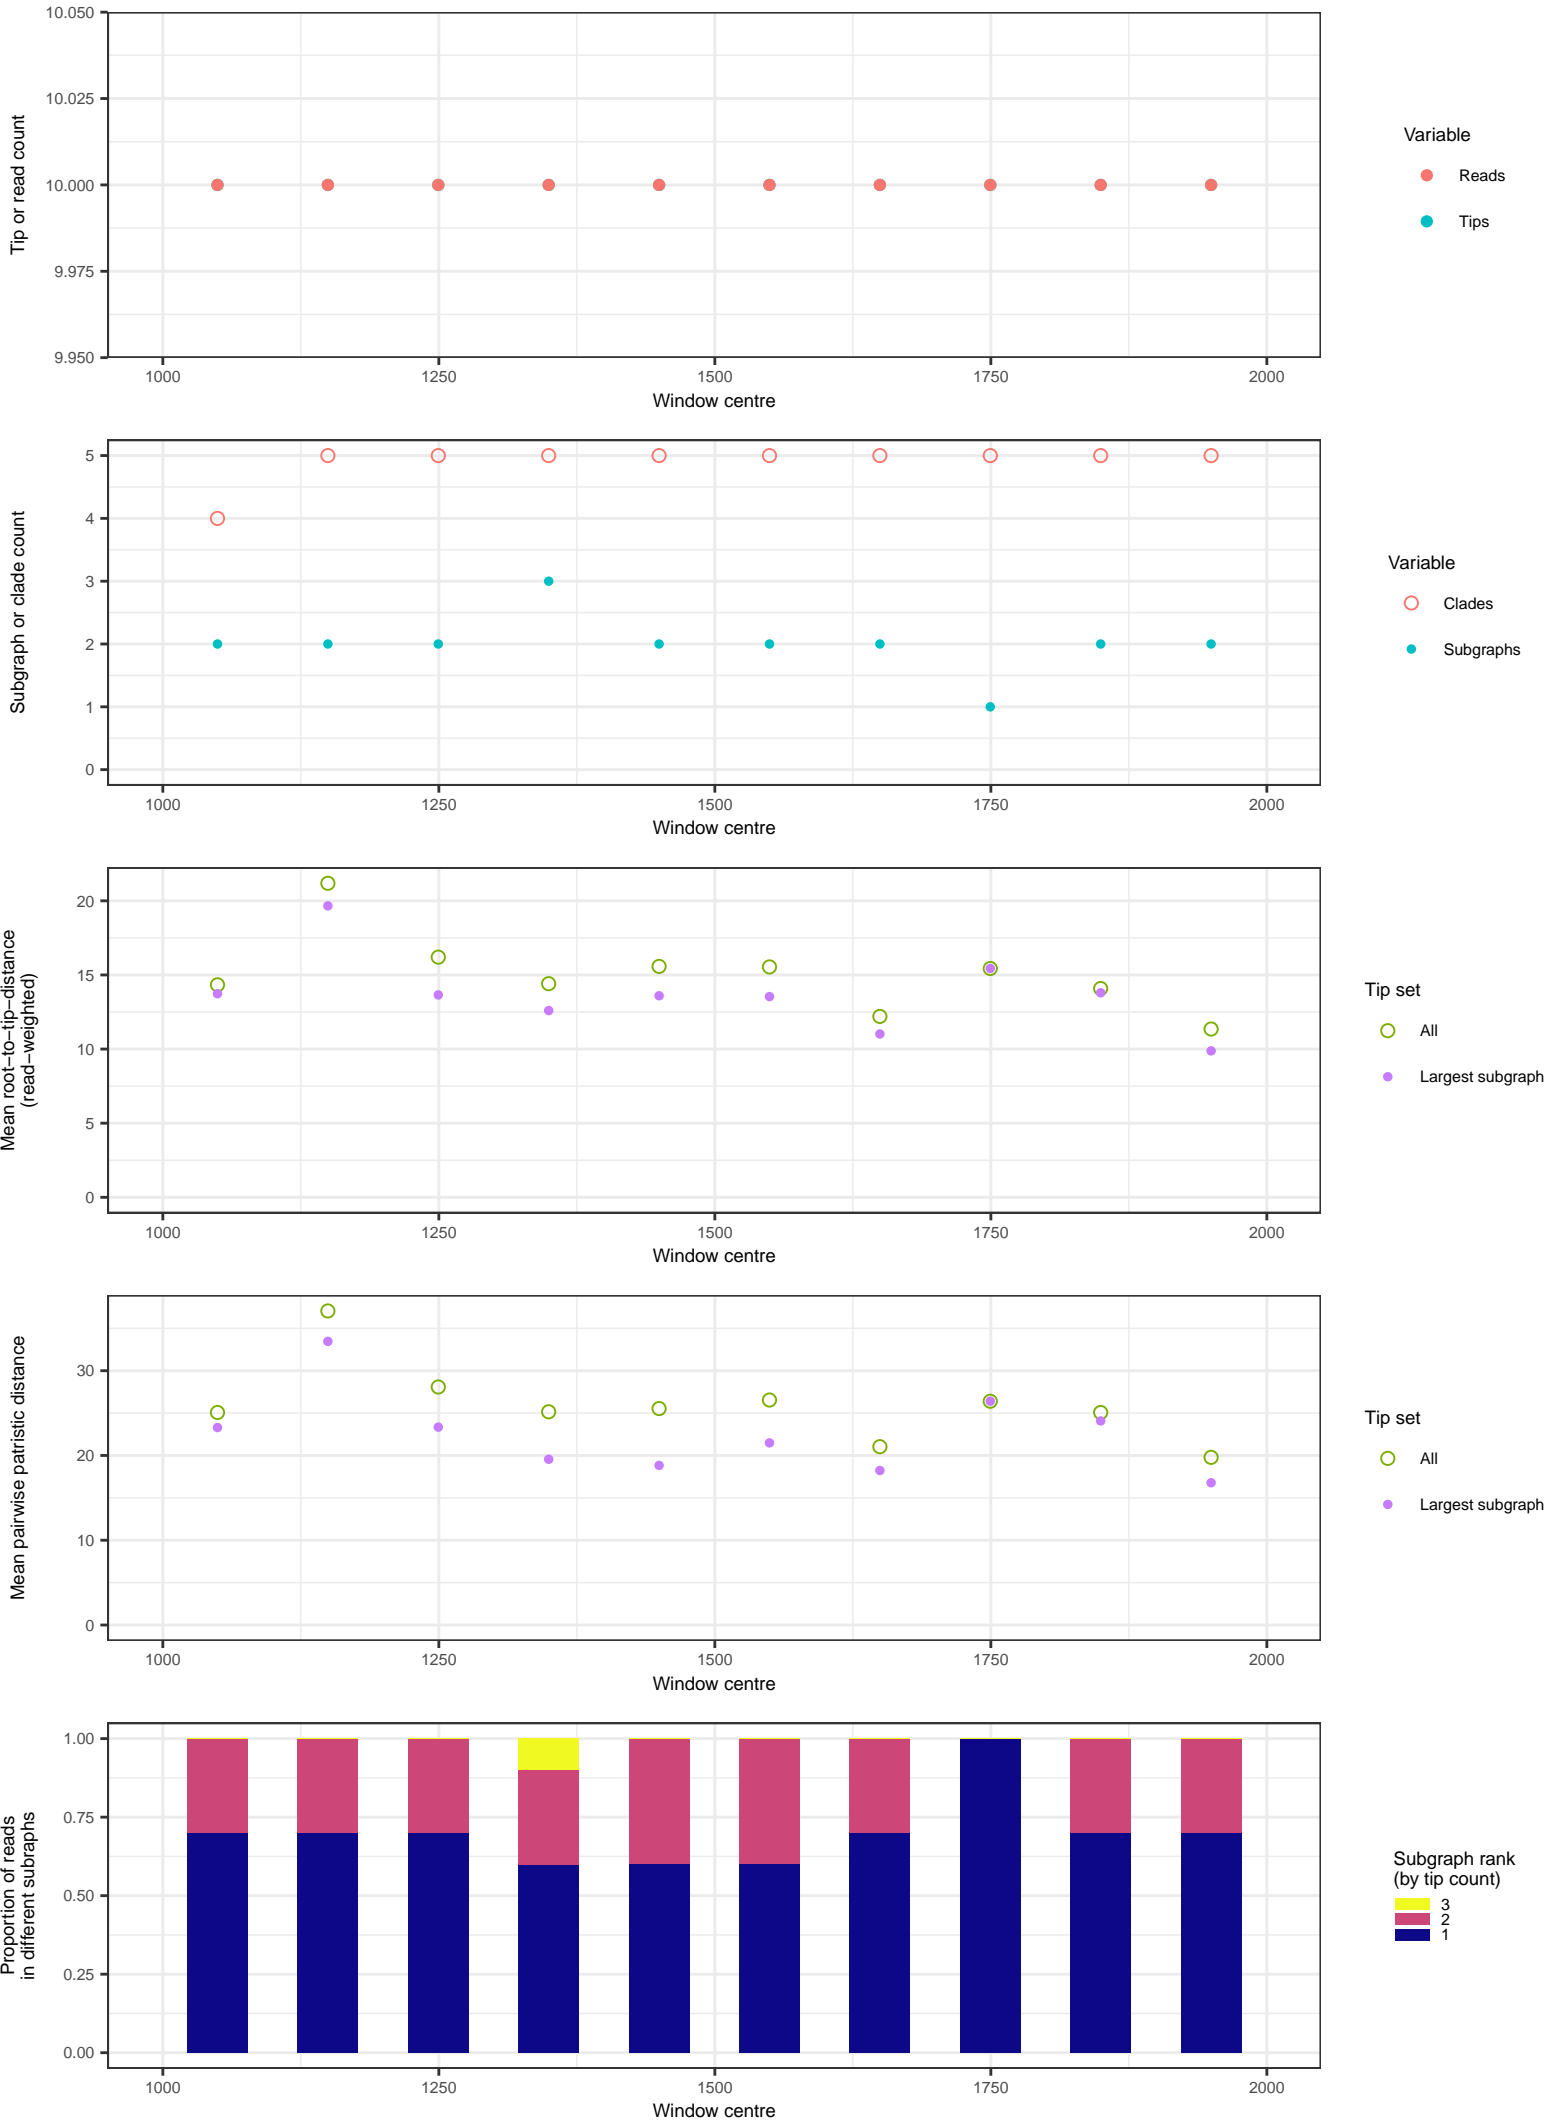 10.050
10.025
10.000
9.975
9.950
Tip or read count
1000 1250 1500 1750 2000
Window centre
Variable
Reads
Tips
5
4
3
2
1
0
Subgraph or clade count
1000 1250 1500 1750 2000
Window centre
Variable
Clades
Subgraphs
20
15
10
5
0
Mean root−to−tip−distance
(read−weighted)
1000 1250 1500 1750 2000
Window centre
Tip set
All
Largest subgraph
30
20
10
0
Mean pairwise patristic distance
1000 1250 1500 1750 2000
Window centre
Tip set
All
Largest subgraph
1.00
0.75
0.50
0.25
0.00
Proportion of reads
in different subraphs
1000 1250 1500 1750 2000
Window centre
Subgraph rank
(by tip count)
3
2
1